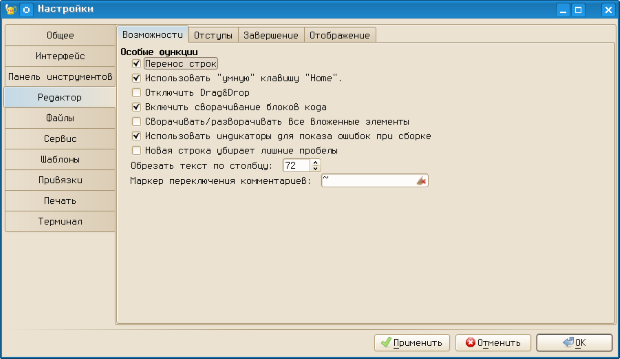 Настройки
Общее
Интерфейс
Панель инструментов
Редактор
Файлы
Сервис
Шаблоны
Привязки
Печать
Терминал
Возможности Отступы Завершение Отображение
Особые функции
Перенос строк
Использовать "умную" клавишу "Home".
Отключить Drag&Drop
Включить сворачивание блоков кода
Сворачивать/разворачивать все вложенные элементы
Использовать индикаторы для показа ошибок при сборке
Новая строка убирает лишние пробелы
Обрезать текст по столбцу: 72
Маркер переключения комментариев: ~
Применить Отменить OK